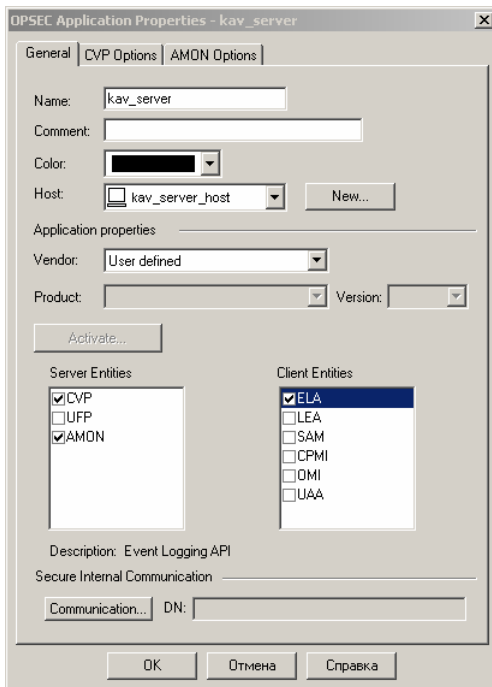 OPSEC Application Properties - kav_server
General CVP Options AMON Options
Name: kav_server
Comment:
Color:
Host: kav_server_host New...
Application properties
Vendor: User defined
Product: Version:
Activate...
Server Entities Client Entities
CVP ELA
UFP LEA
AMON SAM
CPMI
OMI
UAA
Description: Event Logging API
Secure Internal Communication
Communication... DN:
OK Отмена Справка